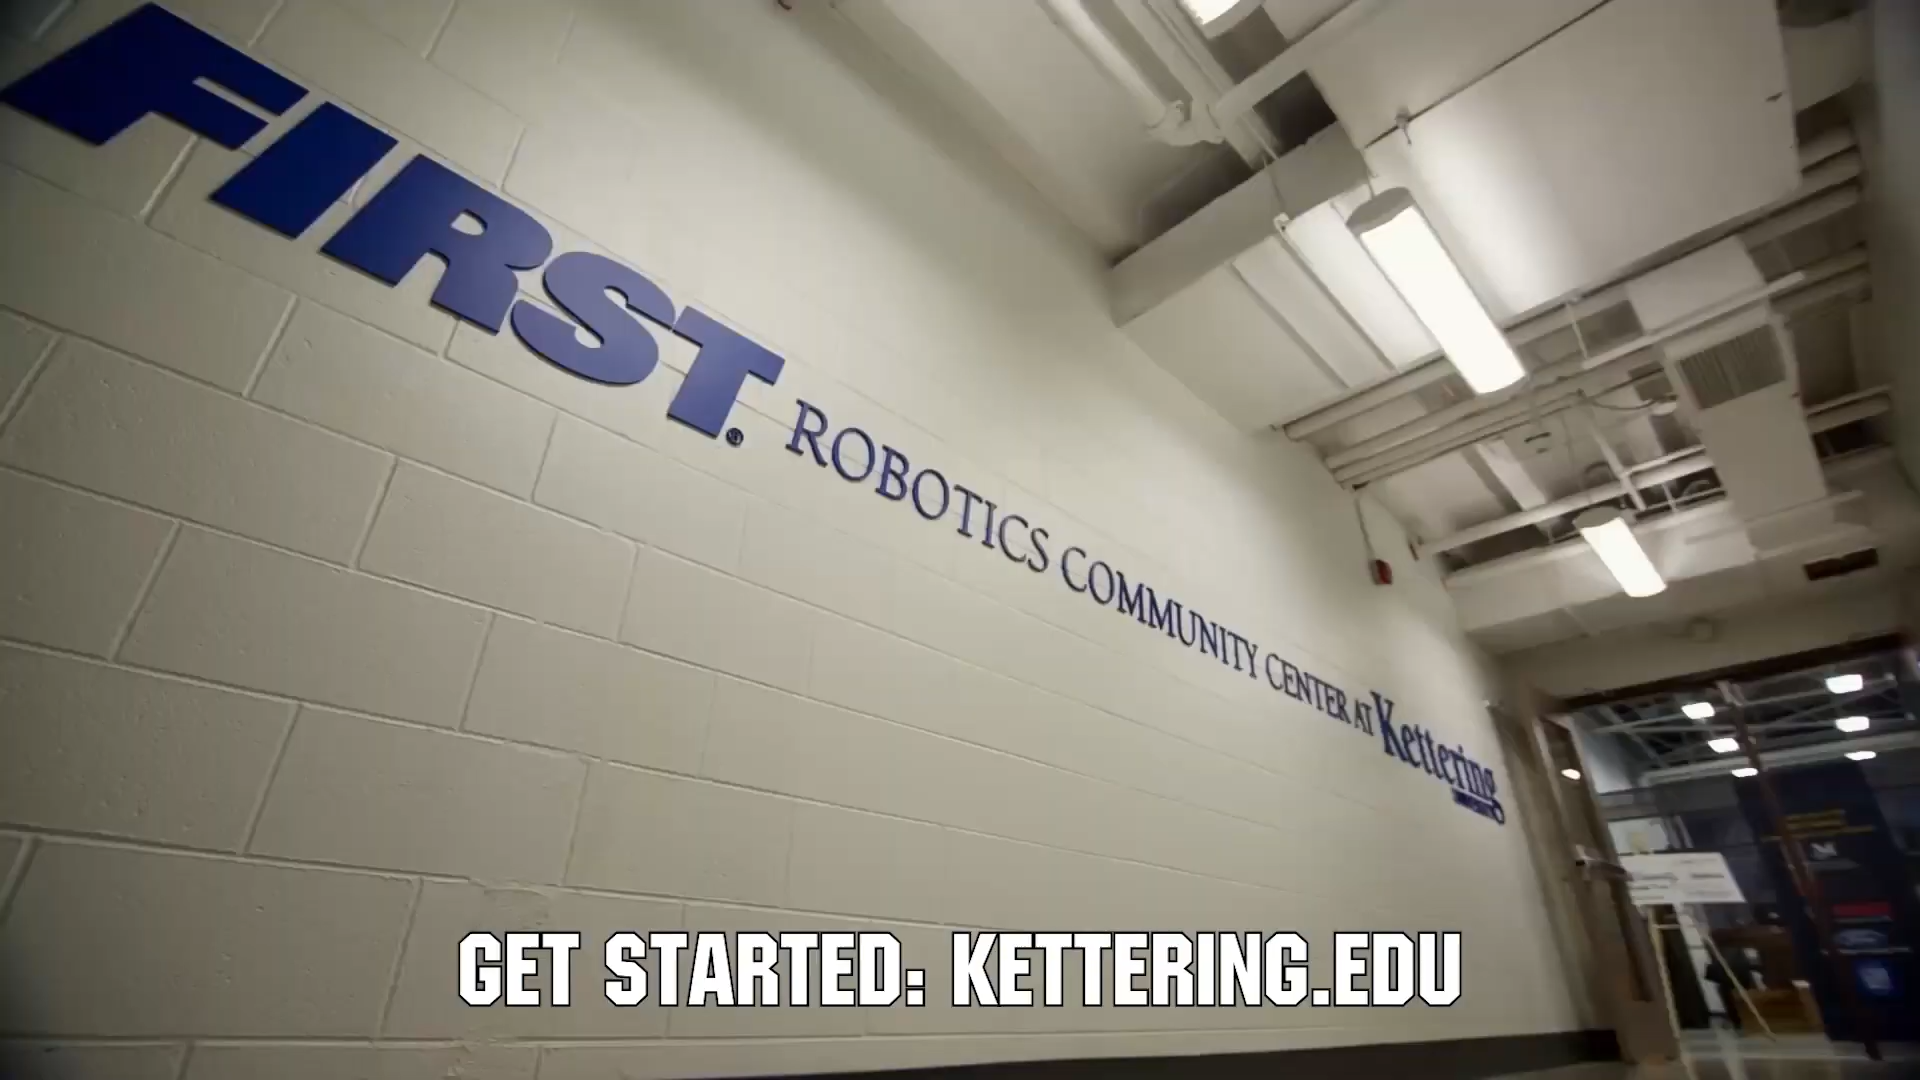 FIRST® ROBOTICS COMMUNITY CENTER AT Kettering
GET STARTED: KETTERING.EDU